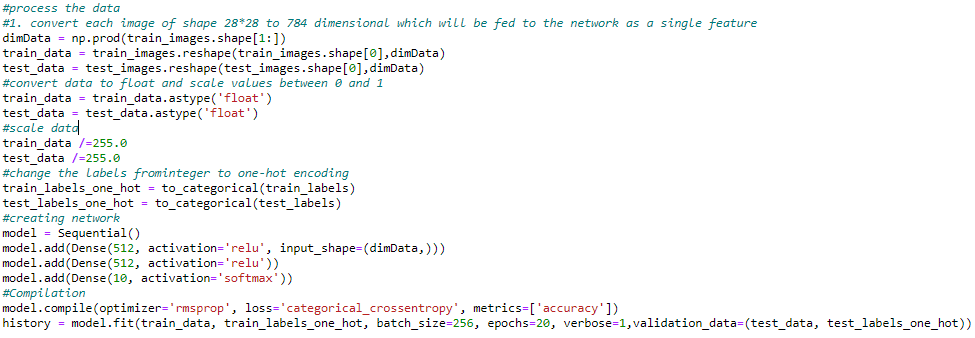 #process the data
#1. convert each image of shape 28*28 to 784 dimensional which will be fed to the network as a single feature
dimData = np.prod(train_images.shape[1:])
train_data = train_images.reshape(train_images.shape[0],dimData)
test_data = test_images.reshape(test_images.shape[0],dimData)
#convert data to float and scale values between 0 and 1
train_data = train_data.astype('float')
test_data = test_data.astype('float')
#scale data
train_data /=255.0
test_data /=255.0
#change the labels frominteger to one-hot encoding
train_labels_one_hot = to_categorical(train_labels)
test_labels_one_hot = to_categorical(test_labels)
#creating network
model = Sequential()
model.add(Dense(512, activation='relu', input_shape=(dimData,)))
model.add(Dense(512, activation='relu'))
model.add(Dense(10, activation='softmax'))
#Compilation
model.compile(optimizer='rmsprop', loss='categorical_crossentropy', metrics=['accuracy'])
history = model.fit(train_data, train_labels_one_hot, batch_size=256, epochs=20, verbose=1,validation_data=(test_data, test_labels_one_hot))